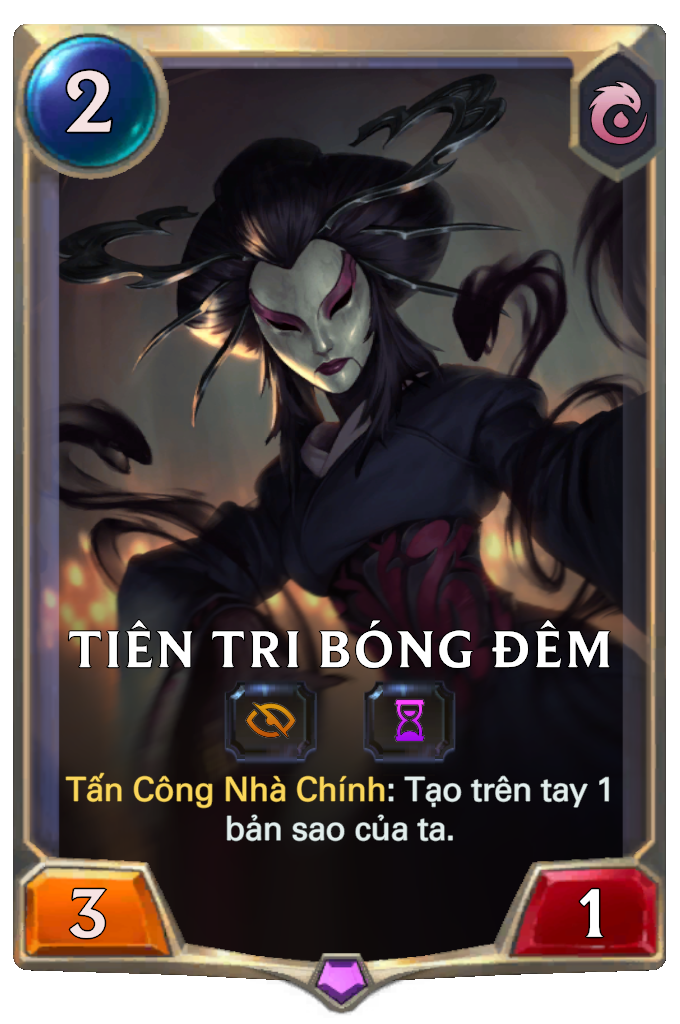 2
TIÊN TRI BÓNG ĐÊM
Tấn Công Nhà Chính: Tạo trên tay 1
bản sao của ta.
3
1